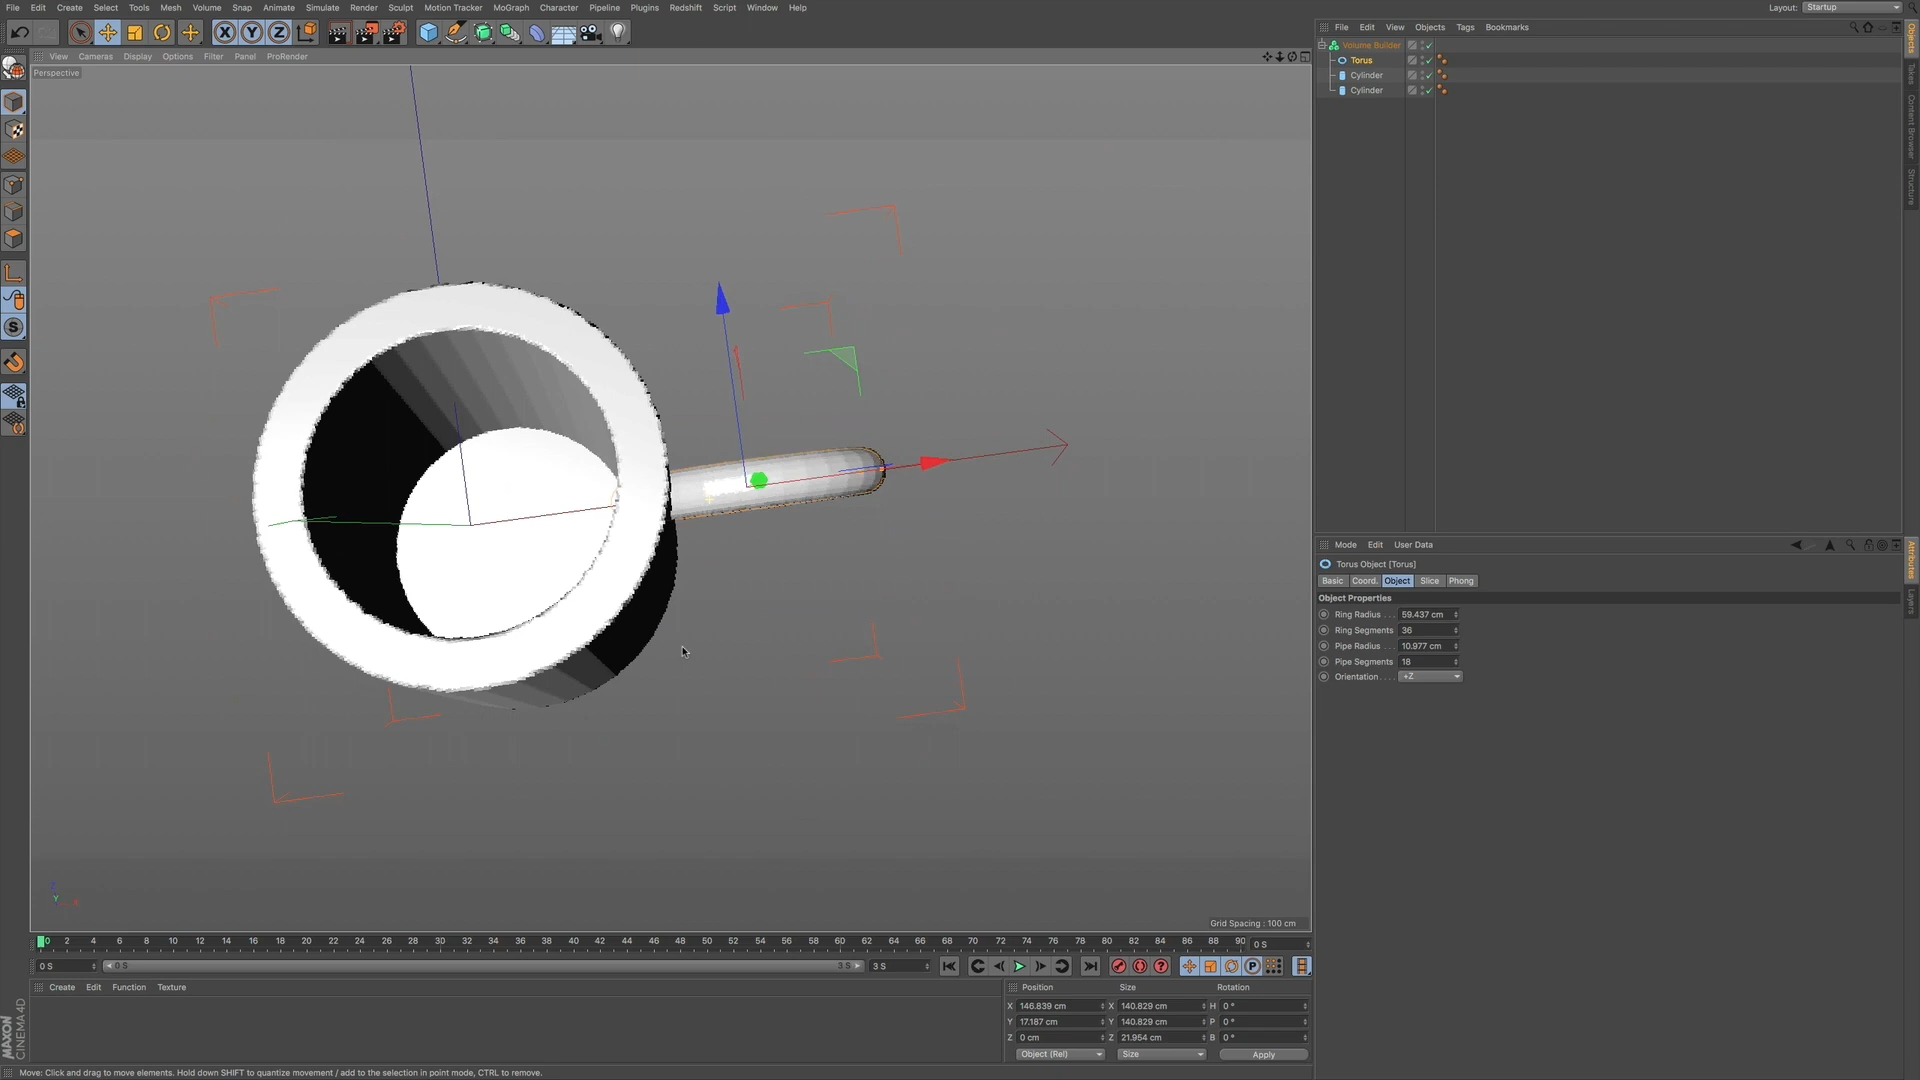 File Edit Create Select Tools Mesh Volume Snap Animate Simulate Render Sculpt Motion Tracker MoGraph Character Pipeline Plugins Redshift Script Window Help
Layout: Startup
X Y Z
View Cameras Display Options Filter Panel ProRender
Perspective
S
Grid Spacing : 100 cm
Z
Y
X
File Edit View Objects Tags Bookmarks
Volume Builder
Torus
Cylinder
Cylinder
Objects
Takes
Content Browser
Structure
Mode Edit User Data
Torus Object [Torus]
Basic Coord. Object Slice Phong
Object Properties
Ring Radius . . . 59.437 cm
Ring Segments 36
Pipe Radius . . . 10.977 cm
Pipe Segments 18
Orientation . . . . +Z
Attributes
Layers
0 2 4 6 8 10 12 14 16 18 20 22 24 26 28 30 32 34 36 38 40 42 44 46 48 50 52 54 56 58 60 62 64 66 68 70 72 74 76 78 80 82 84 86 88 90 0 S
0 S 0 S 3 S 3 S
P
Create Edit Function Texture
Position Size Rotation
X 146.839 cm X 140.829 cm H 0 °
Y 17.187 cm Y 140.829 cm P 0 °
Z 0 cm Z 21.954 cm B 0 °
Object (Rel) Size Apply
MAXON
CINEMA 4D
Move: Click and drag to move elements. Hold down SHIFT to quantize movement / add to the selection in point mode, CTRL to remove.